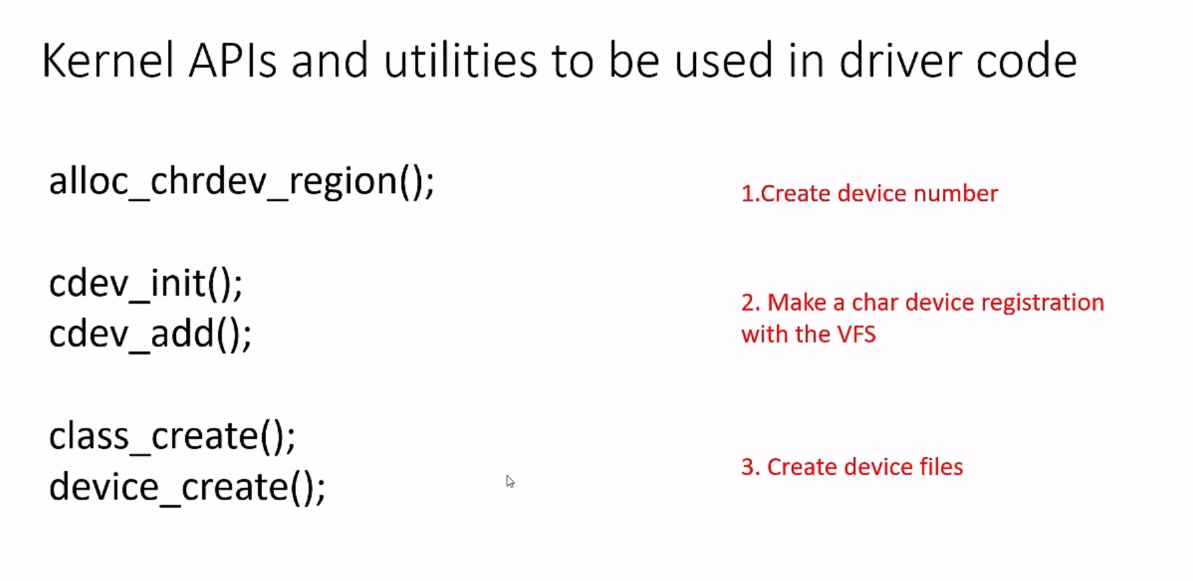 Kernel APIs and utilities to be used in driver code
alloc_chrdev_region();
1.Create device number
cdev_init();
cdev_add();
2. Make a char device registration
with the VFS
class_create();
device_create();
3. Create device files